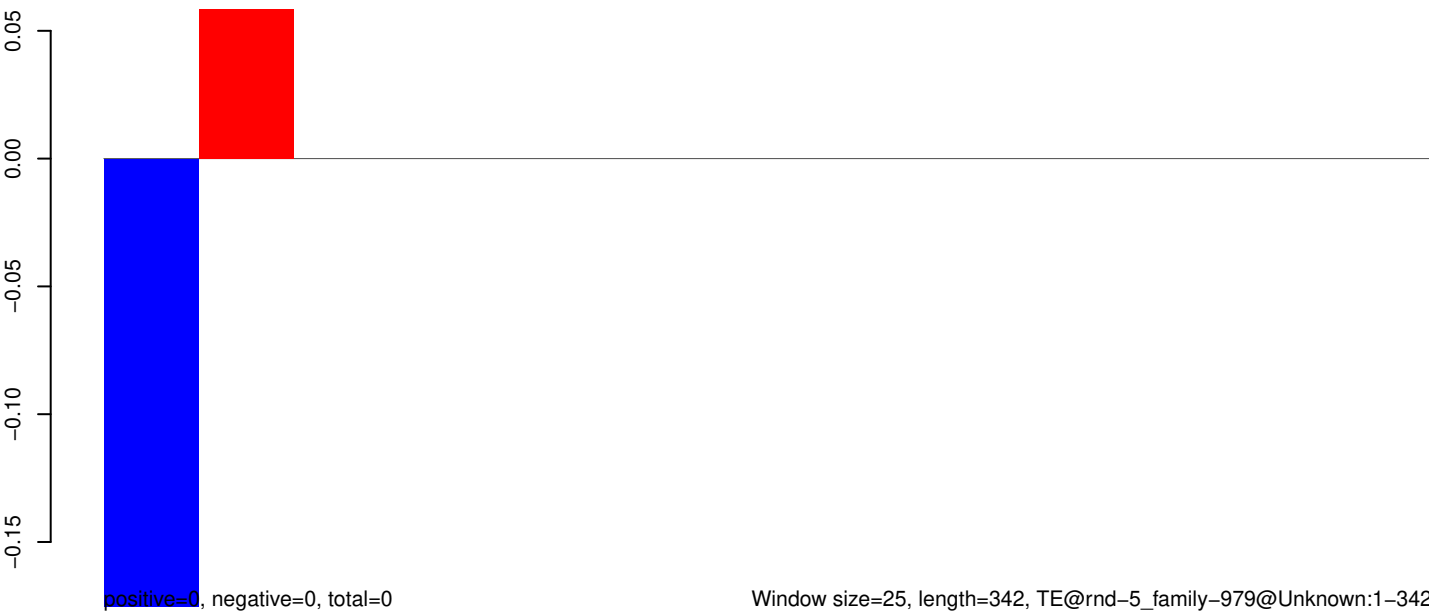 0.05
0.00
−0.05
−0.10
−0.15
positive=0, negative=0, total=0
Window size=25, length=342, TE@rnd−5_family−979@Unknown:1−342